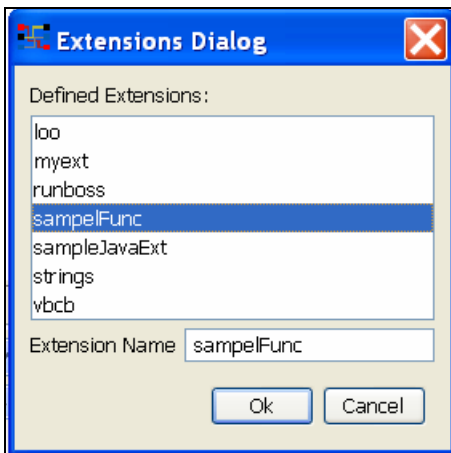 Extensions Dialog
Defined Extensions:
loo
myext
runboss
sampelFunc
sampleJavaExt
strings
vbcb
Extension Name sampelFunc
Ok Cancel